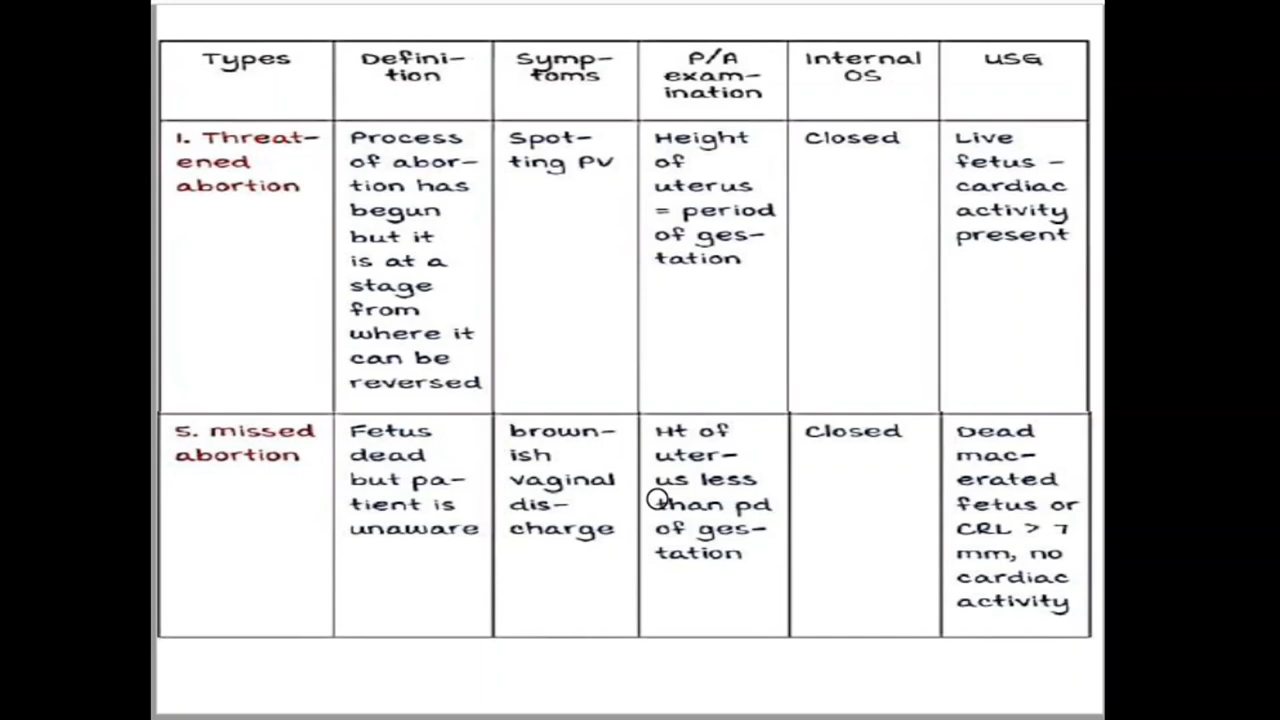 Types
Defini-
tion
Symp-
toms
P/A
exam-
ination
Internal
OS
USG
1. Threat-
ened
abortion
Process
of abor-
tion has
begun
but it
is at a
stage
from
where it
can be
reversed
Spot-
ting PV
Height
of
uterus
= period
of ges-
tation
Closed
Live
fetus -
cardiac
activity
present
5. missed
abortion
Fetus
dead
but pa-
tient is
unaware
brown-
ish
vaginal
dis-
charge
Ht of
uter-
us less
than pd
of ges-
tation
Closed
Dead
mac-
erated
fetus or
CRL > 7
mm, no
cardiac
activity